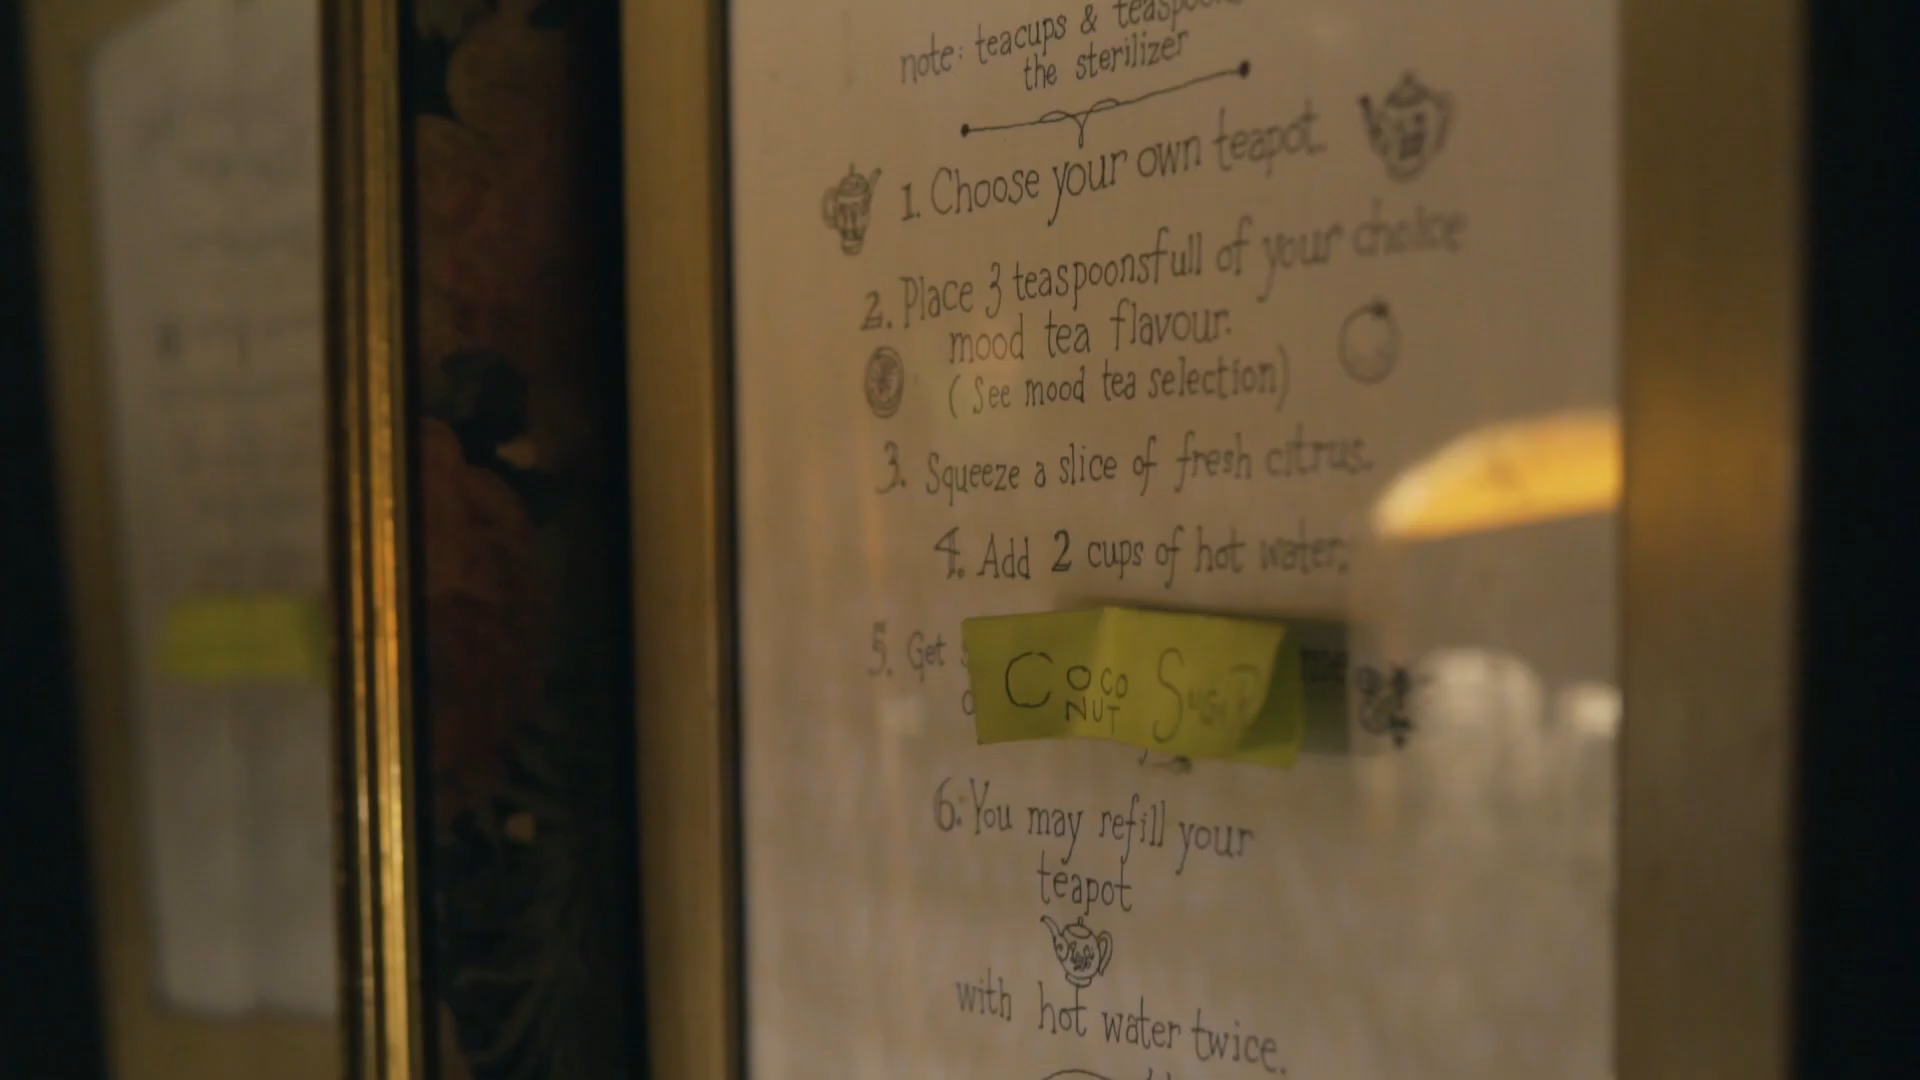 note: teacups & teaspoons
the sterilizer
1. Choose your own teapot.
2. Place 3 teaspoonsfull of your choice
mood tea flavour.
(See mood tea selection)
3. Squeeze a slice of fresh citrus.
4. Add 2 cups of hot water.
5. Get
COCONUT SUGAR
6. You may refill your
teapot
with hot water twice.